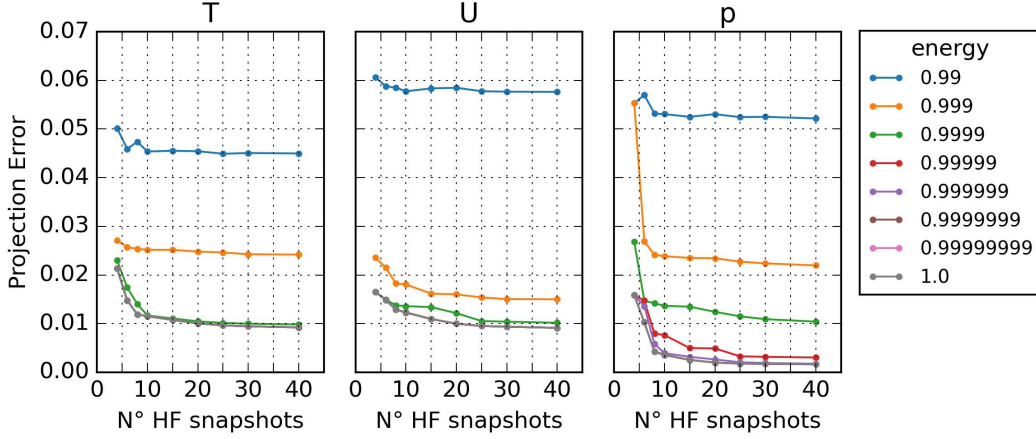 T
U
p
0.07
0.06
0.05
0.04
0.03
0.02
0.01
0.00
Projection Error
0 10 20 30 40
0 10 20 30 40
0 10 20 30 40
N° HF snapshots
N° HF snapshots
N° HF snapshots
energy
0.99
0.999
0.9999
0.99999
0.999999
0.9999999
0.99999999
1.0